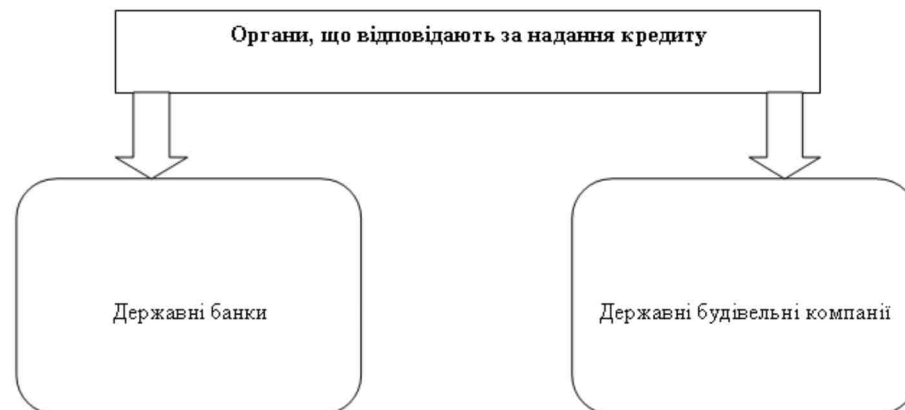 Органи, що відповідають за надання кредиту
Державні банки
Державні будівельні компанії